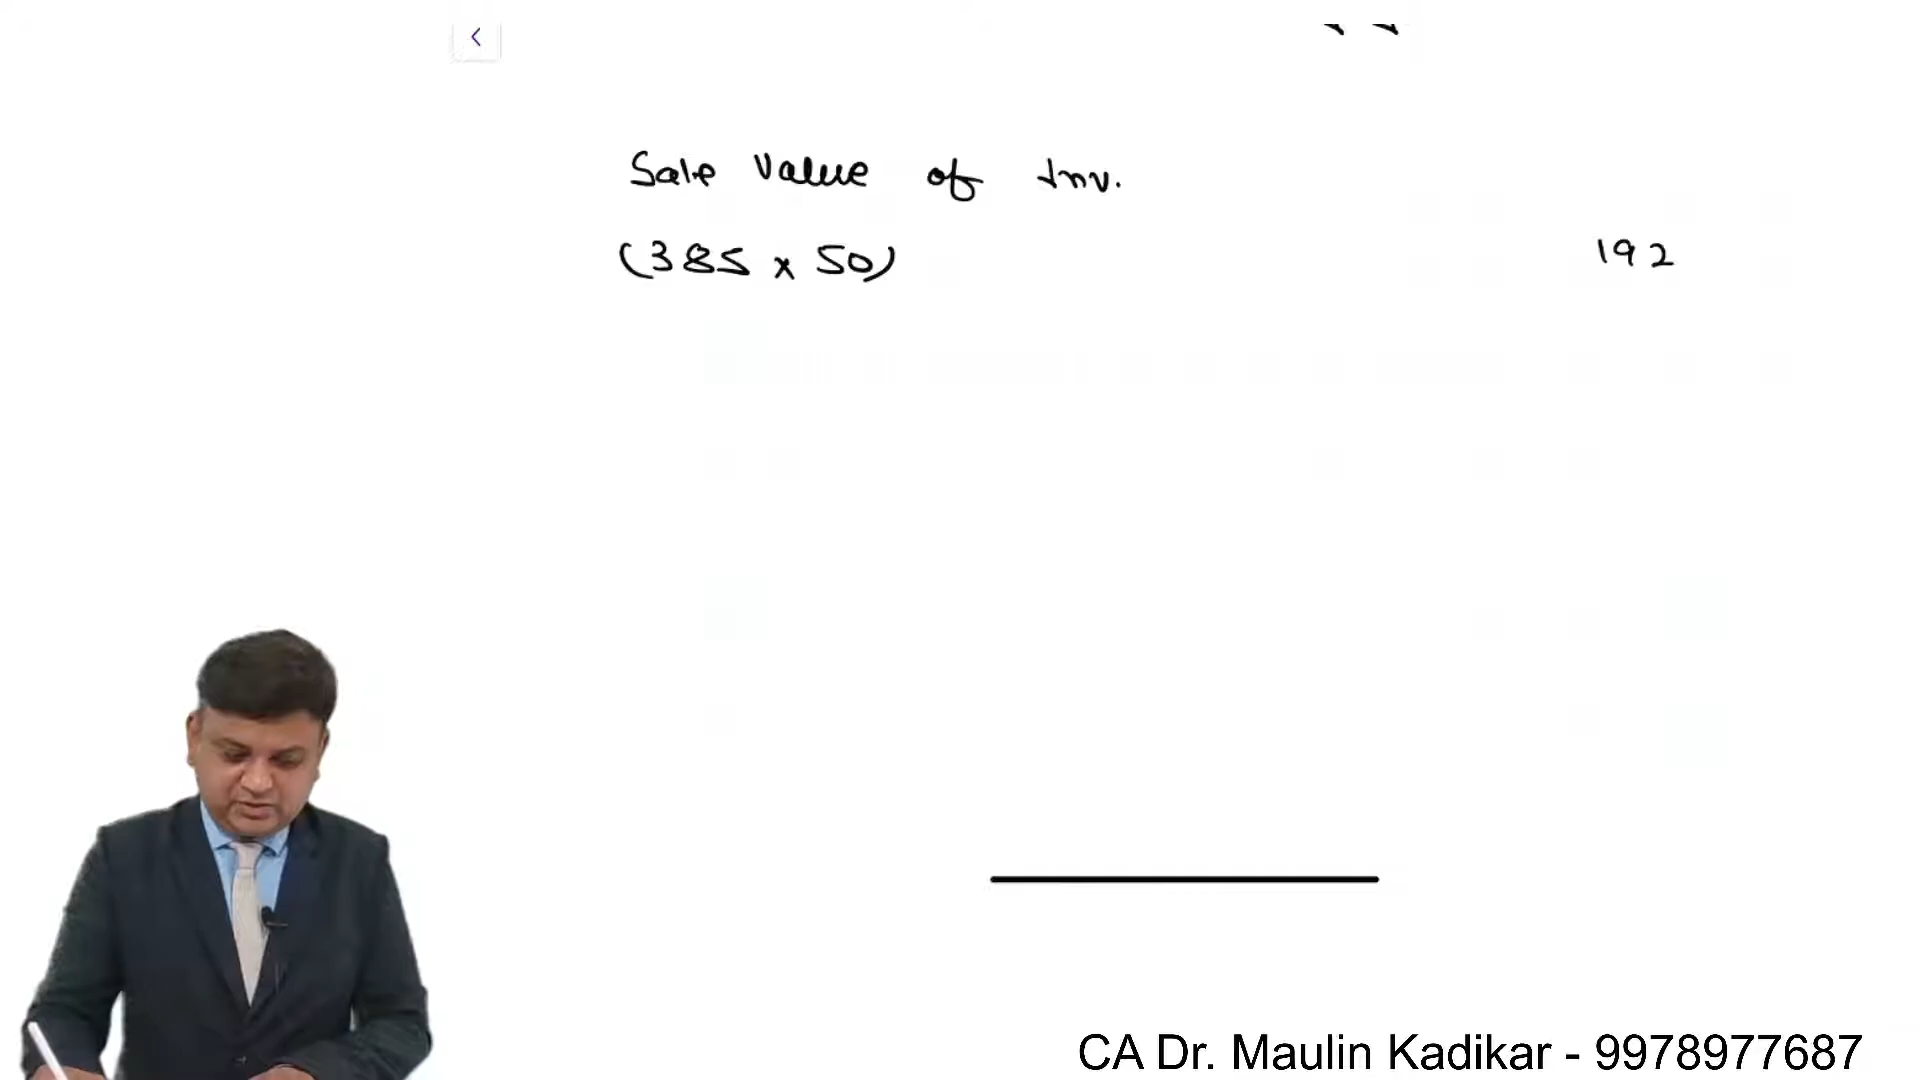 Sale Value of Inv.
(385 x 50) 192
CA Dr. Maulin Kadikar - 9978977687